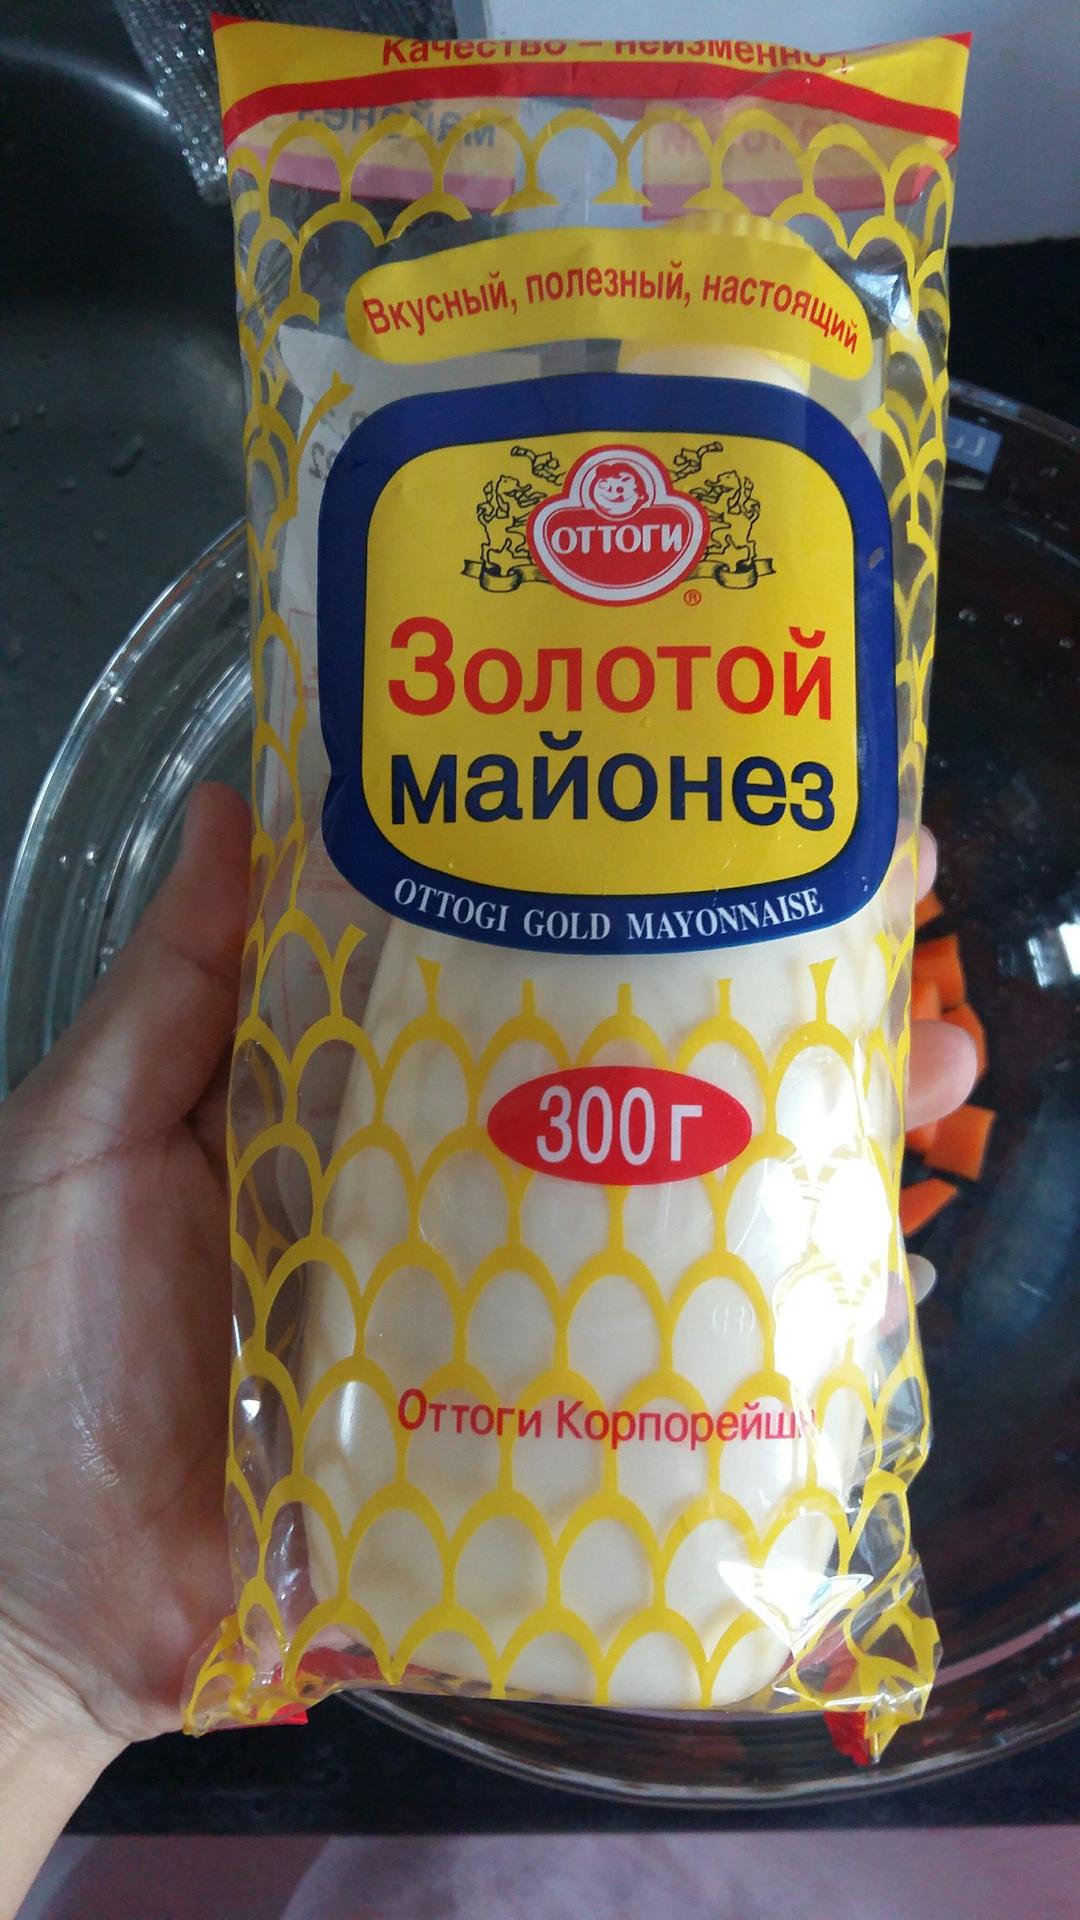 Качество – неизменно!
Вкусный, полезный, настоящий
ОТТОГИ
®
Золотой
майонез
OTTOGI GOLD MAYONNAISE
300г
Оттоги Корпорейшн